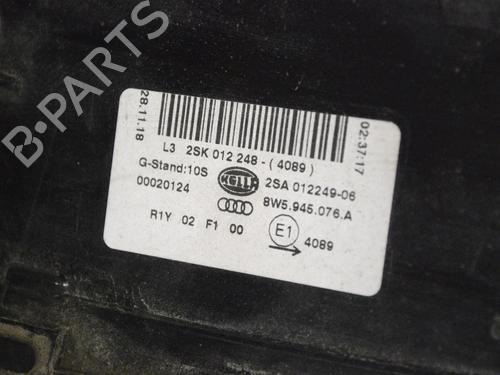 B-PARTS
28.11.18
02:37:17
L3 2SK 012 248-(4089)
G-Stand:10S HELLA 2SA 012249-06
00020124 8W5.945.076.A
R1Y 02 F1 00 E1 4089